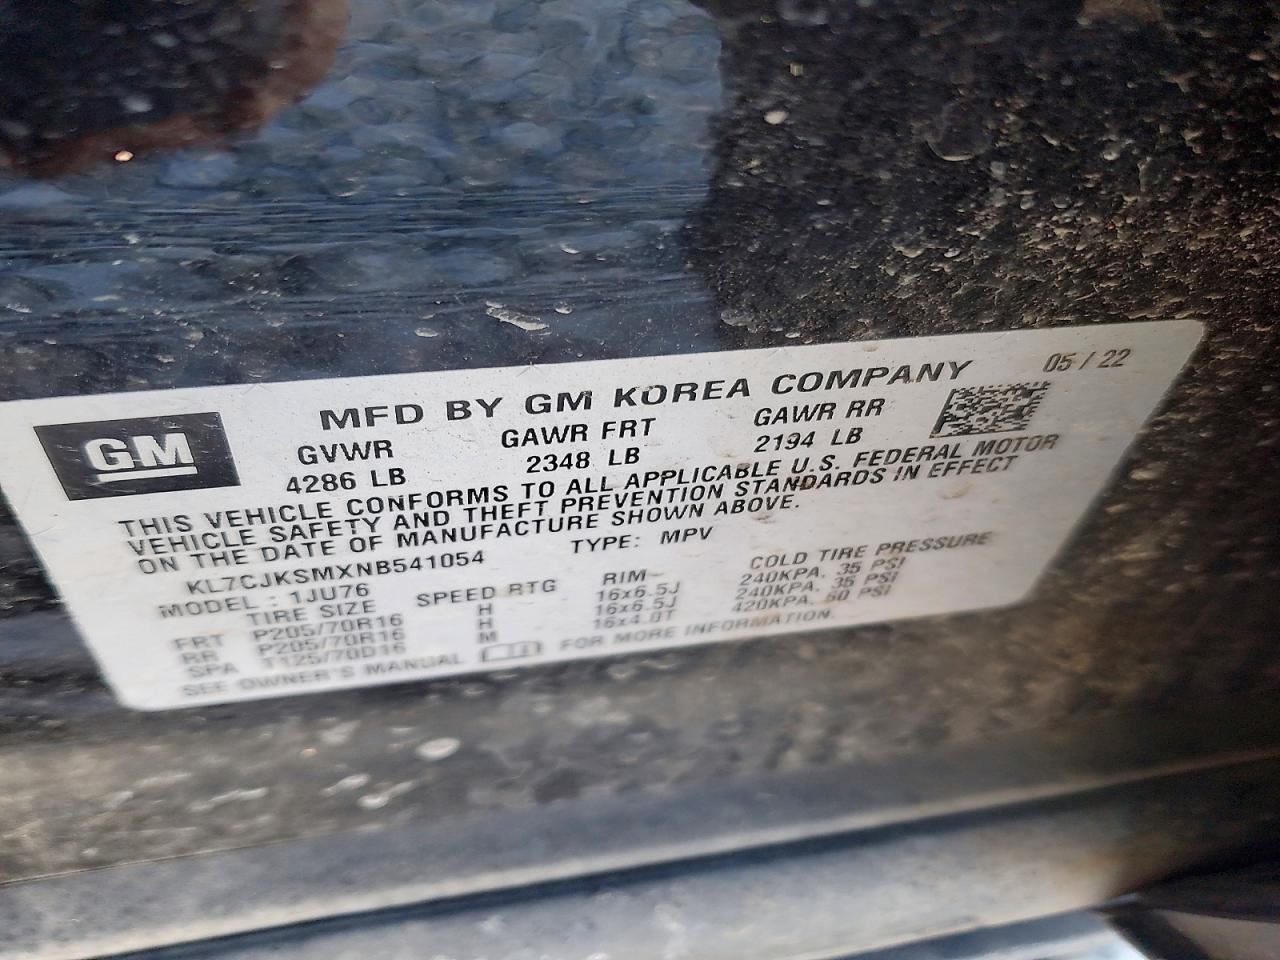 GM
MFD BY GM KOREA COMPANY 05 / 22
GVWR GAWR FRT GAWR RR
4286 LB 2348 LB 2194 LB
THIS VEHICLE CONFORMS TO ALL APPLICABLE U.S. FEDERAL MOTOR
VEHICLE SAFETY AND THEFT PREVENTION STANDARDS IN EFFECT
ON THE DATE OF MANUFACTURE SHOWN ABOVE.
KL7CJKSMXNB541054 TYPE: MPV
MODEL : 1JU76
TIRE SIZE SPEED RTG RIM COLD TIRE PRESSURE
FRT P205/70R16 H 16x6.5J 240KPA, 35 PSI
RR P205/70R16 H 16x6.5J 240KPA, 35 PSI
SPA T125/70D16 M 16x4.0T 420KPA, 60 PSI
SEE OWNER'S MANUAL FOR MORE INFORMATION.